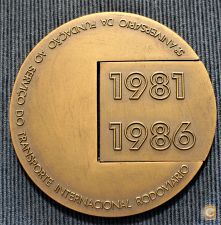 5º ANIVERSÁRIO DA FUNDAÇÃO AO SERVIÇO DO TRANSPORTE INTERNACIONAL RODOVIÁRIO
1981
1986